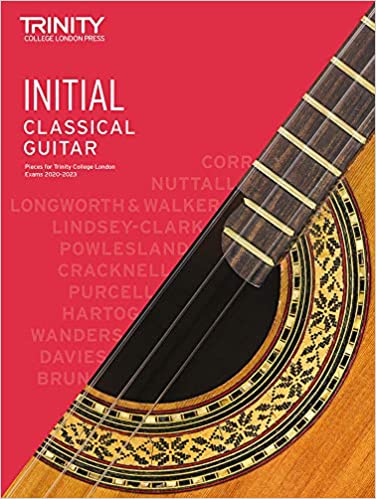 TRINITY
COLLEGE LONDON PRESS
INITIAL
CLASSICAL
GUITAR
Pieces for Trinity College London
Exams 2020-2023
CORR
NUTTALL
LONGWORTH & WALKER
LINDSEY-CLARK
POWLESLAND
CRACKNELL
PURCELL
HARTOG
WANDERS
DAVIES
BRUN